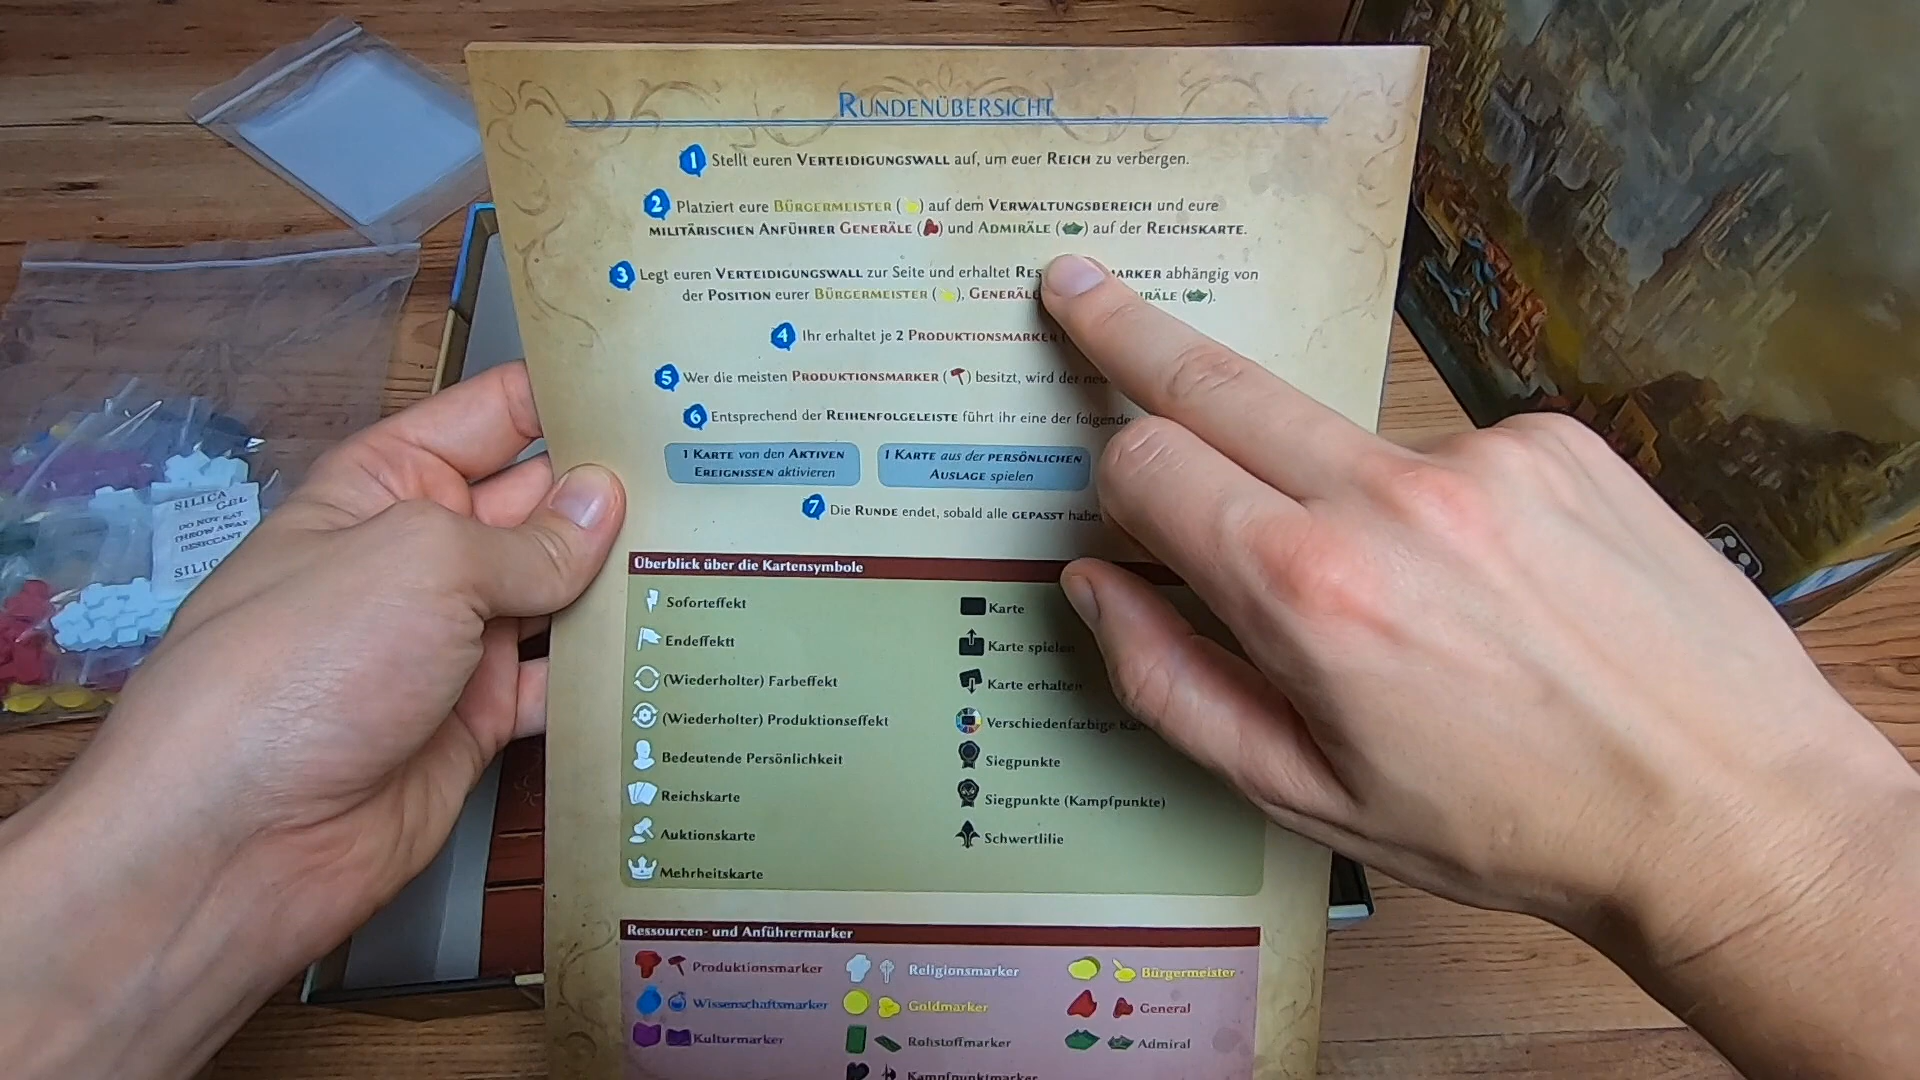 RUNDENÜBERSICHT
1 Stellt euren VERTEIDIGUNGSWALL auf, um euer REICH zu verbergen.
2 Platziert eure BÜRGERMEISTER ( ) auf dem VERWALTUNGSBEREICH und eure
MILITÄRISCHEN ANFÜHRER GENERÄLE ( ) und ADMIRÄLE ( ) auf der REICHSKARTE.
3 Legt euren VERTEIDIGUNGSWALL zur Seite und erhaltet abhängig von
der POSITION eurer BÜRGERMEISTER ( ), GENERÄLE ( ).
4 Ihr erhaltet je 2 PRODUKTIONSMARKER
5 Wer die meisten PRODUKTIONSMARKER ( ) besitzt, wird der
6 Entsprechend der REIHENFOLGELEISTE führt ihr eine der
1 KARTE von den AKTIVEN
EREIGNISSEN aktivieren
1 KARTE aus der PERSÖNLICHEN
AUSLAGE spielen
7 Die RUNDE endet, sobald alle GEPASST
Überblick über die Kartensymbole
Soforteffekt
Endeffektt
(Wiederholter) Farbeffekt
(Wiederholter) Produktionseffekt
Bedeutende Persönlichkeit
Reichskarte
Auktionskarte
Mehrheitskarte
Karte
Karte spielen
Karte erhalten
Verschiedenfarbige
Siegpunkte
Siegpunkte (Kampfpunkte)
Schwertlilie
Ressourcen- und Anführermarker
Produktionsmarker
Wissenschaftsmarker
Kulturmarker
Religionsmarker
Goldmarker
Rohstoffmarker
Kampfpunktmarker
Bürgermeister
General
Admiral
SILICA
GEL
DO NOT EAT
THROW AWAY
DESICCANT